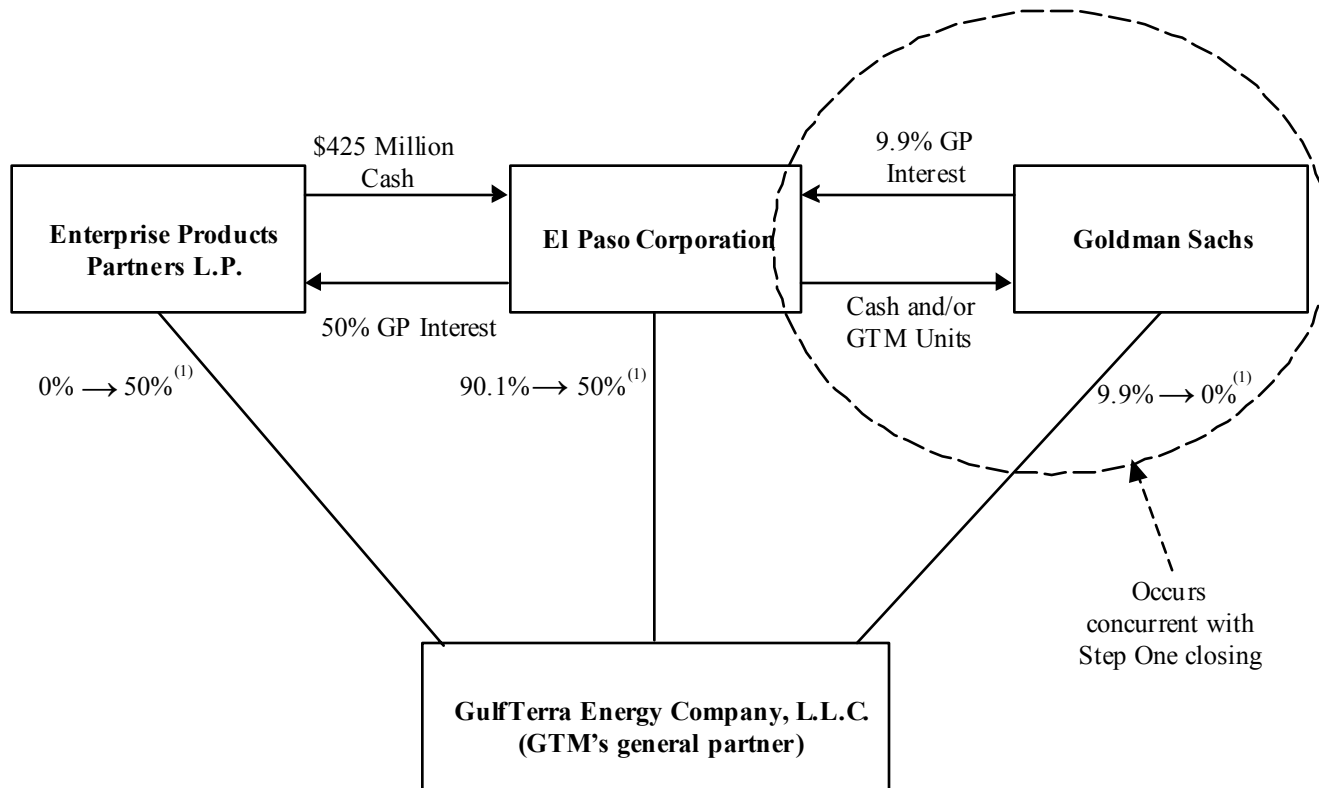 $425 Million
Cash
9.9% GP
Interest
Enterprise Products
Partners L.P.
El Paso Corporation
Goldman Sachs
50% GP Interest
Cash and/or
GTM Units
0% → 50%(1)
90.1% → 50%(1)
9.9% → 0%(1)
Occurs
concurrent with
Step One closing
GulfTerra Energy Company, L.L.C.
(GTM's general partner)